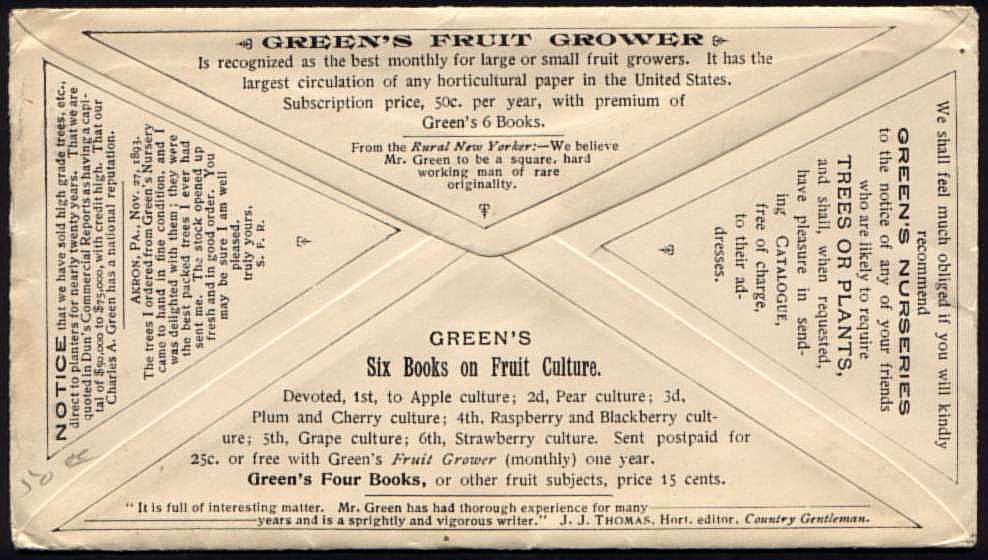 GREEN'S FRUIT GROWER
Is recognized as the best monthly for large or small fruit growers. It has the
largest circulation of any horticultural paper in the United States.
Subscription price, 50c. per year, with premium of
Green's 6 Books.
From the Rural New Yorker:—We believe
Mr. Green to be a square, hard
working man of rare
originality.
NOTICE that we have sold high grade trees, etc.,
direct to planters for nearly twenty years. That we are
quoted in Dun's Commercial Reports as having a capi-
tal of $50,000 to $75,000, with credit high. That our
Charles A. Green has a national reputation.
AKRON, PA., Nov. 27, 1893.
The trees I ordered from Green's Nursery
came to hand in fine condition, and I
was delighted with them; they were
the best packed trees I ever had
sent me. The stock opened up
fresh and in good order. You
may be sure I am well
pleased.
truly yours,
S. F. R.
We shall feel much obliged if you will kindly
recommend
GREEN'S NURSERIES
to the notice of any of your friends
who are likely to require
TREES OR PLANTS,
and shall, when requested,
have pleasure in send-
ing CATALOGUE,
free of charge,
to their ad-
dresses.
GREEN'S
Six Books on Fruit Culture.
Devoted, 1st, to Apple culture; 2d, Pear culture; 3d,
Plum and Cherry culture; 4th, Raspberry and Blackberry cult-
ure; 5th, Grape culture; 6th, Strawberry culture. Sent postpaid for
25c. or free with Green's Fruit Grower (monthly) one year.
Green's Four Books, or other fruit subjects, price 15 cents.
"It is full of interesting matter. Mr. Green has had thorough experience for many
years and is a sprightly and vigorous writer." J. J. THOMAS, Hort. editor, Country Gentleman.